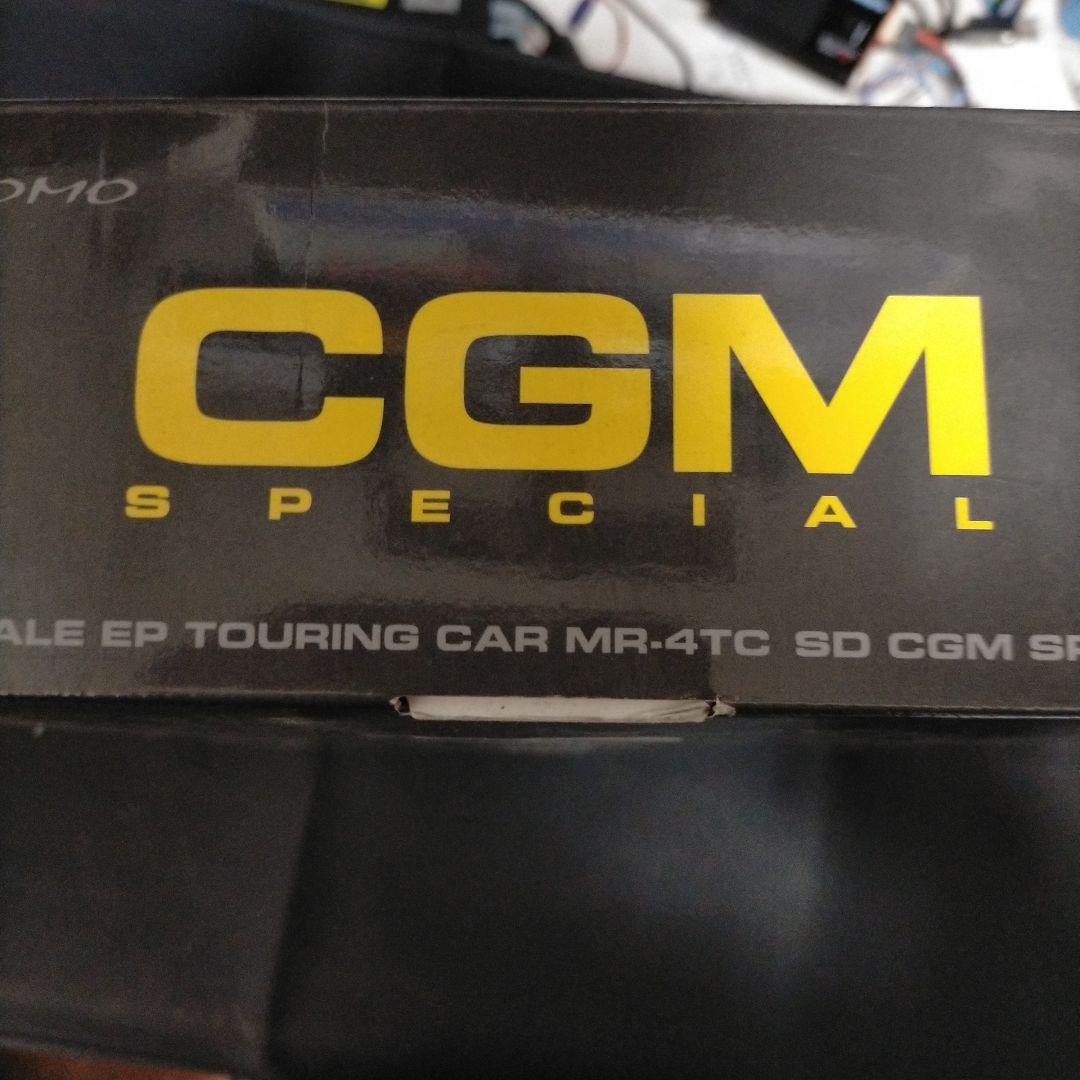 OMO
CGM
SPECIAL
ALE EP TOURING CAR MR-4TC SD CGM SP